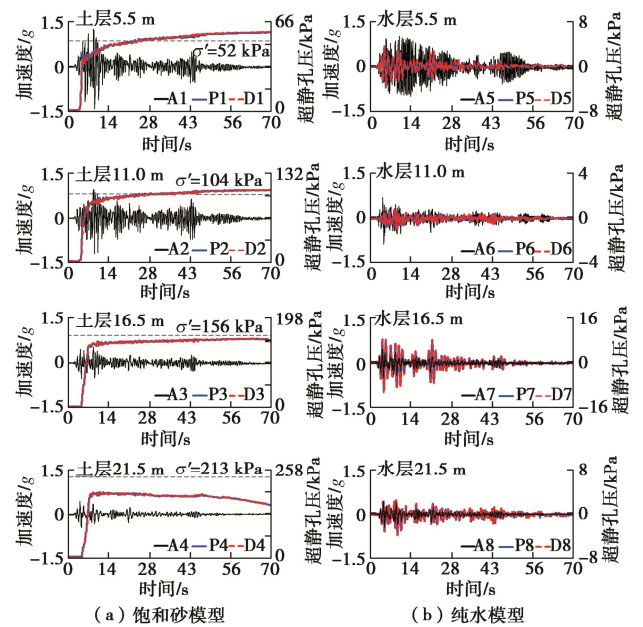 土层5.5 m
σ′=52 kPa
加速度/g
1.5
0
−1.5
超静孔压/kPa
66
0
A1 P1 D1
0 14 28 43 56 70
时间/s
水层5.5 m
加速度/g
1.5
0
−1.5
超静孔压/kPa
8
0
−8
A5 P5 D5
0 14 28 43 56 70
时间/s
土层11.0 m
σ′=104 kPa
加速度/g
1.5
0
−1.5
超静孔压/kPa
132
0
A2 P2 D2
0 14 28 43 56 70
时间/s
水层11.0 m
加速度/g
1.5
0
−1.5
超静孔压/kPa
4
0
−4
A6 P6 D6
0 14 28 43 56 70
时间/s
土层16.5 m
σ′=156 kPa
加速度/g
1.5
0
−1.5
超静孔压/kPa
198
0
A3 P3 D3
0 14 28 43 56 70
时间/s
水层16.5 m
加速度/g
1.5
0
−1.5
超静孔压/kPa
16
0
−16
A7 P7 D7
0 14 28 43 56 70
时间/s
土层21.5 m
σ′=213 kPa
加速度/g
1.5
0
−1.5
超静孔压/kPa
258
0
A4 P4 D4
0 14 28 43 56 70
时间/s
水层21.5 m
加速度/g
1.5
0
−1.5
超静孔压/kPa
8
0
−8
A8 P8 D8
0 14 28 43 56 70
时间/s
(a) 饱和砂模型
(b) 纯水模型